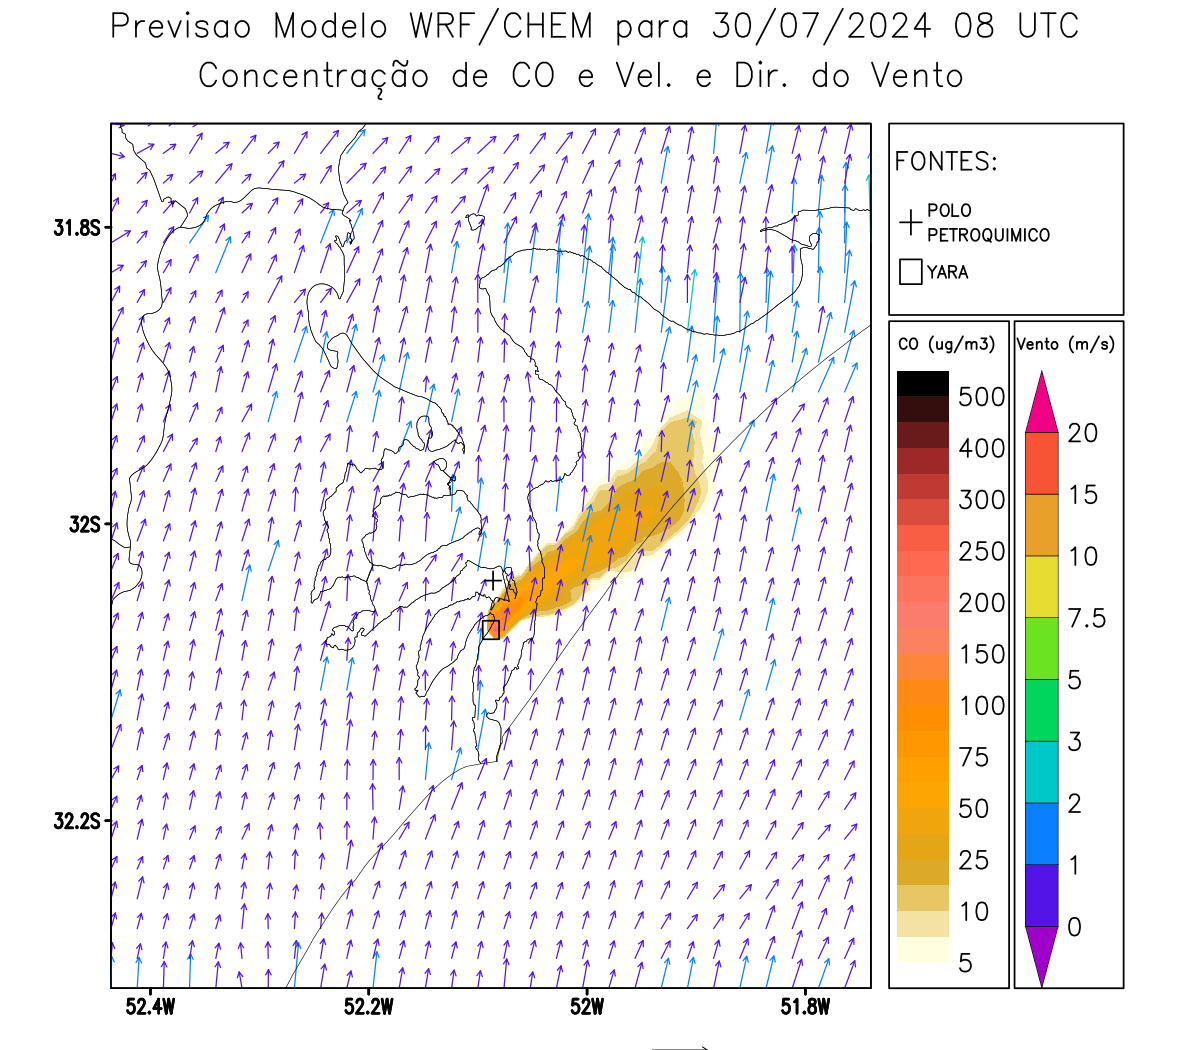 Previsao Modelo WRF/CHEM para 30/07/2024 08 UTC
Concentração de CO e Vel. e Dir. do Vento
FONTES:
POLO
PETROQUIMICO
YARA
CO (ug/m3)
500
400
300
250
200
150
100
75
50
25
10
5
Vento (m/s)
20
15
10
7.5
5
3
2
1
0
31.8S
32S
32.2S
52.4W
52.2W
52W
51.8W